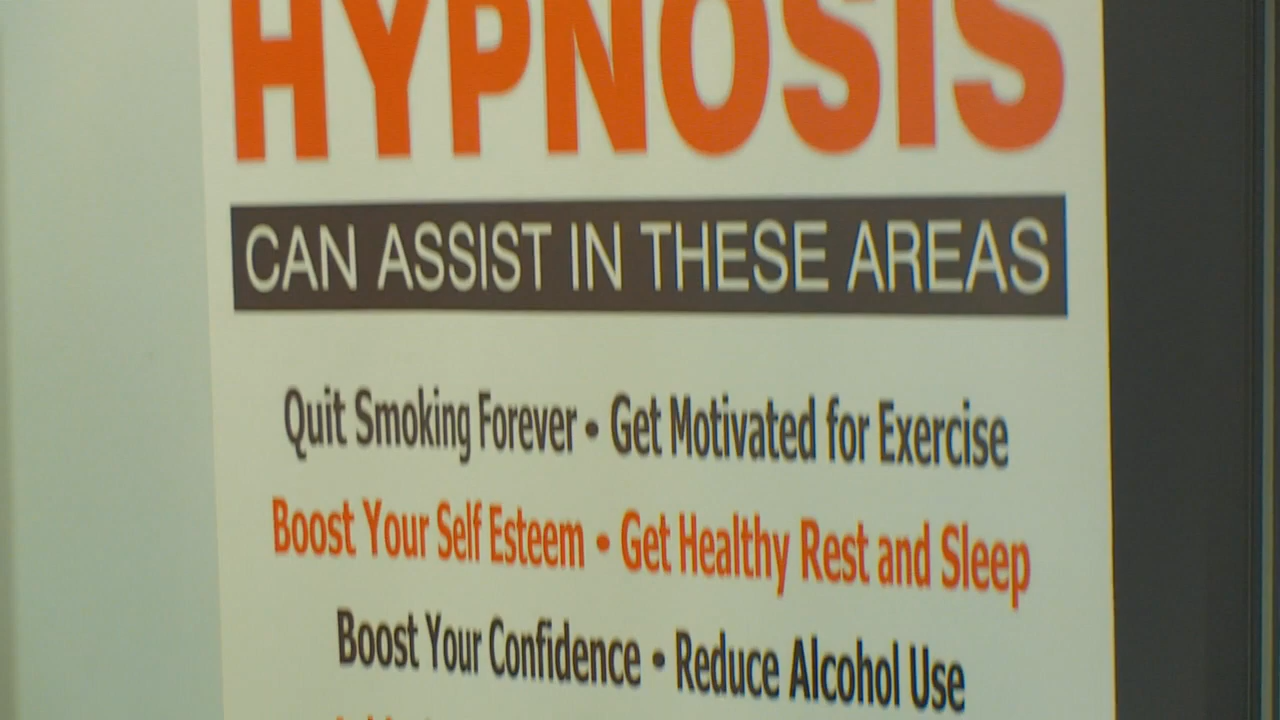 HYPNOSIS
CAN ASSIST IN THESE AREAS
Quit Smoking Forever • Get Motivated for Exercise
Boost Your Self Esteem • Get Healthy Rest and Sleep
Boost Your Confidence • Reduce Alcohol Use